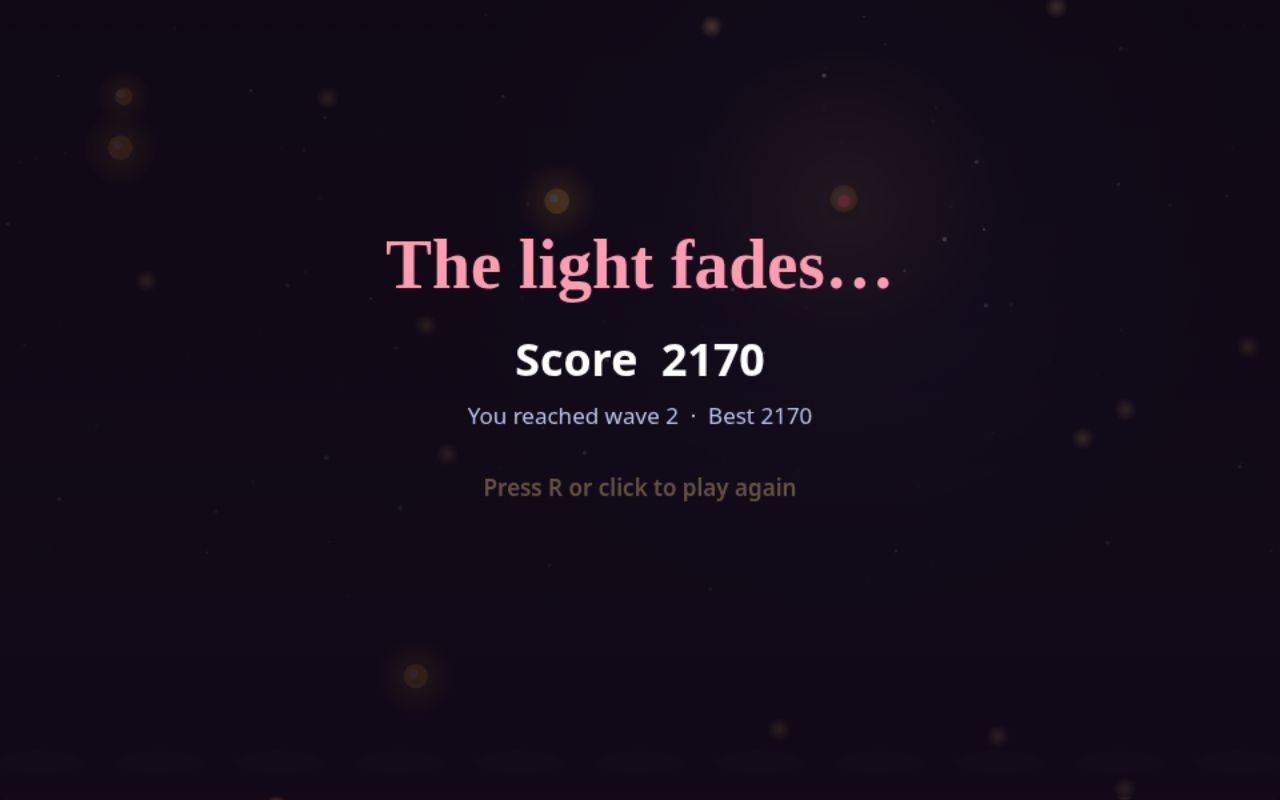 The light fades…
Score 2170
You reached wave 2 · Best 2170
Press R or click to play again